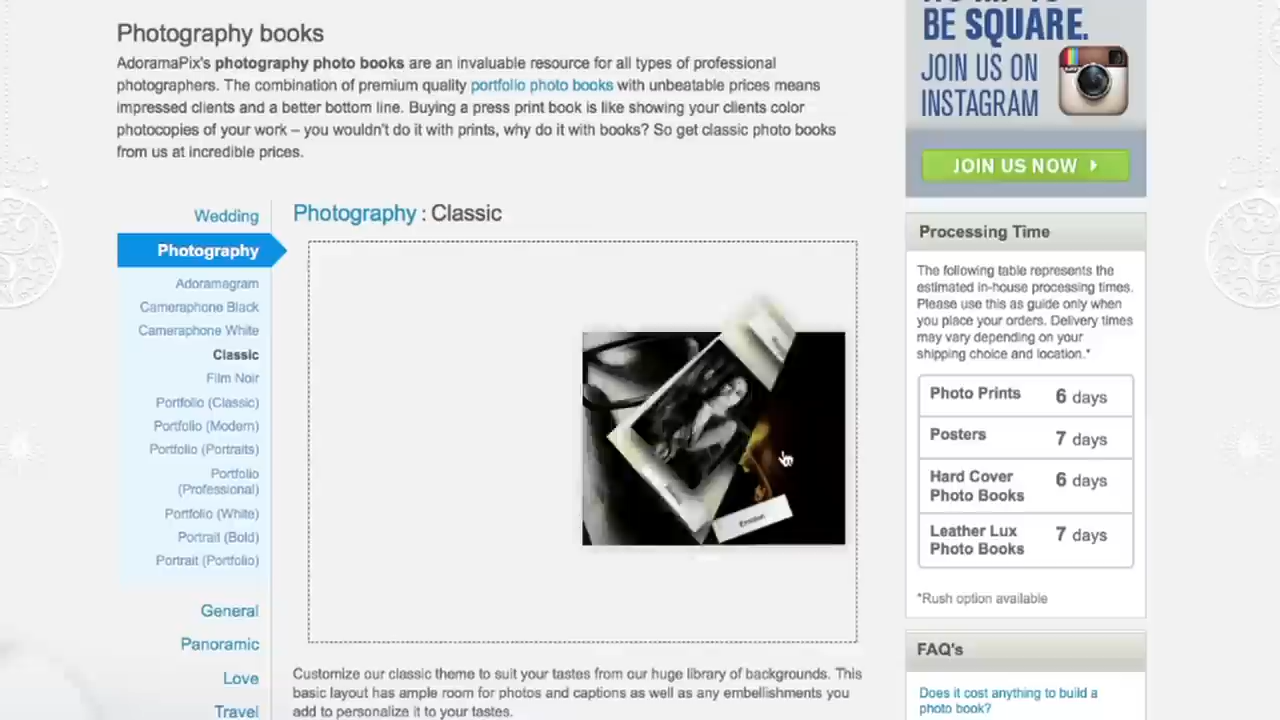 Photography books
AdoramaPix's photography photo books are an invaluable resource for all types of professional
photographers. The combination of premium quality portfolio photo books with unbeatable prices means
impressed clients and a better bottom line. Buying a press print book is like showing your clients color
photocopies of your work – you wouldn't do it with prints, why do it with books? So get classic photo books
from us at incredible prices.
Wedding
Photography
Adoramagram
Cameraphone Black
Cameraphone White
Classic
Film Noir
Portfolio (Classic)
Portfolio (Modern)
Portfolio (Portraits)
Portfolio
(Professional)
Portfolio (White)
Portrait (Bold)
Portrait (Portfolio)
General
Panoramic
Love
Travel
Photography : Classic
Customize our classic theme to suit your tastes from our huge library of backgrounds. This
basic layout has ample room for photos and captions as well as any embellishments you
add to personalize it to your tastes.
BE SQUARE.
JOIN US ON
INSTAGRAM
JOIN US NOW
Processing Time
The following table represents the
estimated in-house processing times.
Please use this as guide only when
you place your orders. Delivery times
may vary depending on your
shipping choice and location.*
Photo Prints 6 days
Posters 7 days
Hard Cover
Photo Books 6 days
Leather Lux
Photo Books 7 days
*Rush option available
FAQ's
Does it cost anything to build a
photo book?